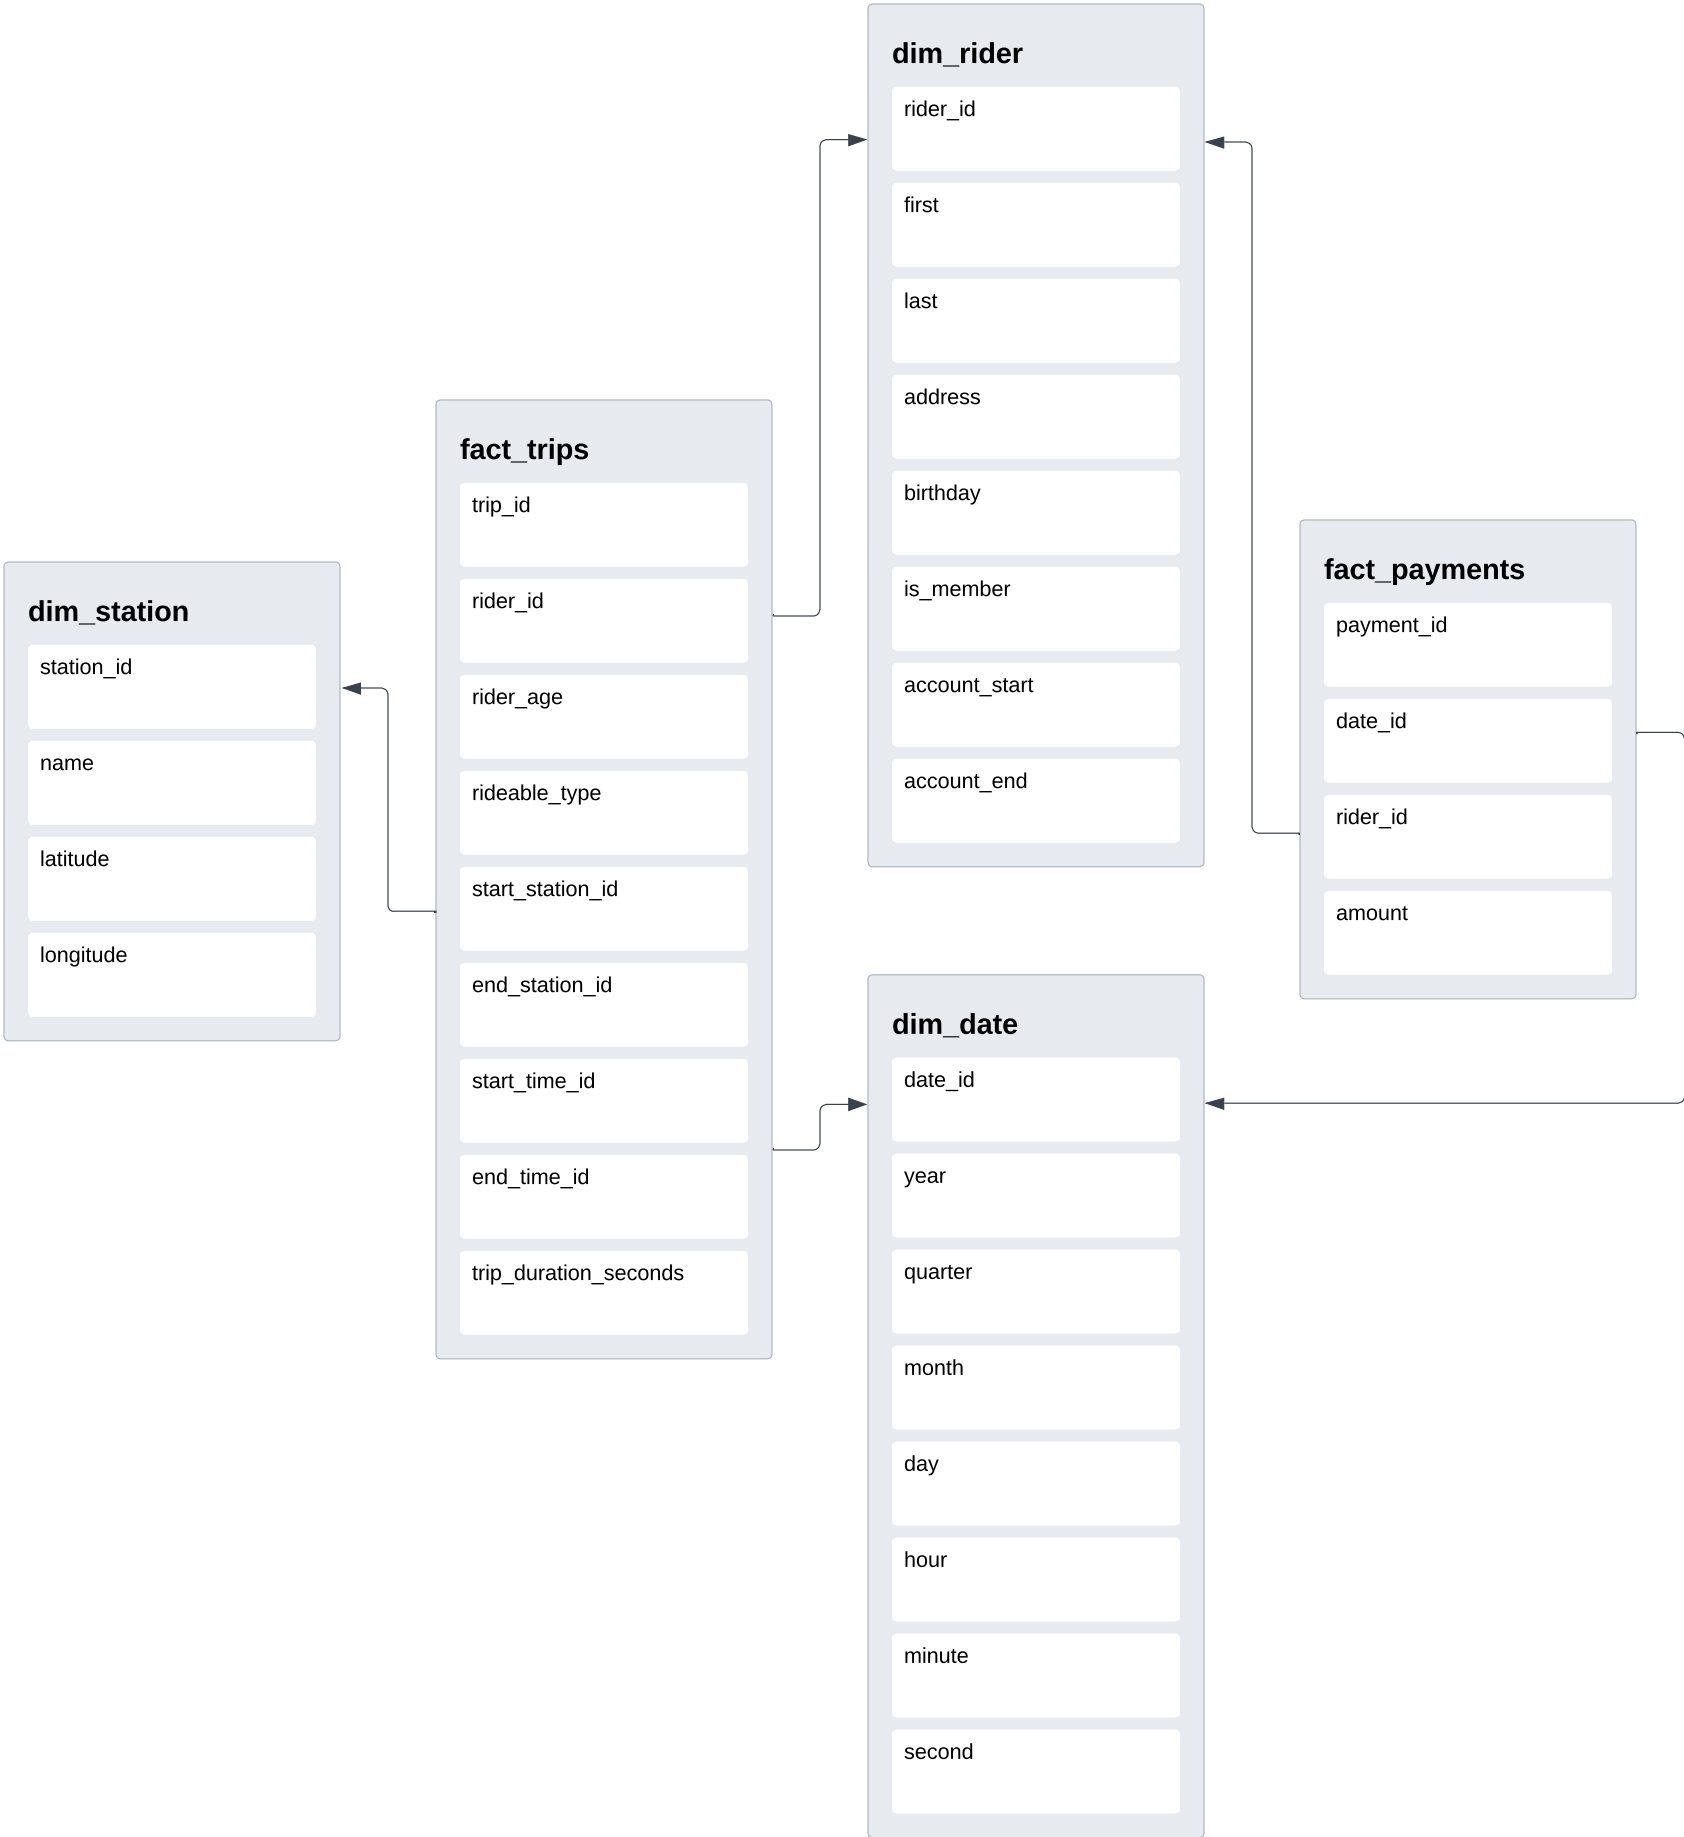 dim_rider
rider_id
first
last
address
birthday
is_member
account_start
account_end
fact_trips
trip_id
rider_id
rider_age
rideable_type
start_station_id
end_station_id
start_time_id
end_time_id
trip_duration_seconds
dim_station
station_id
name
latitude
longitude
fact_payments
payment_id
date_id
rider_id
amount
dim_date
date_id
year
quarter
month
day
hour
minute
second